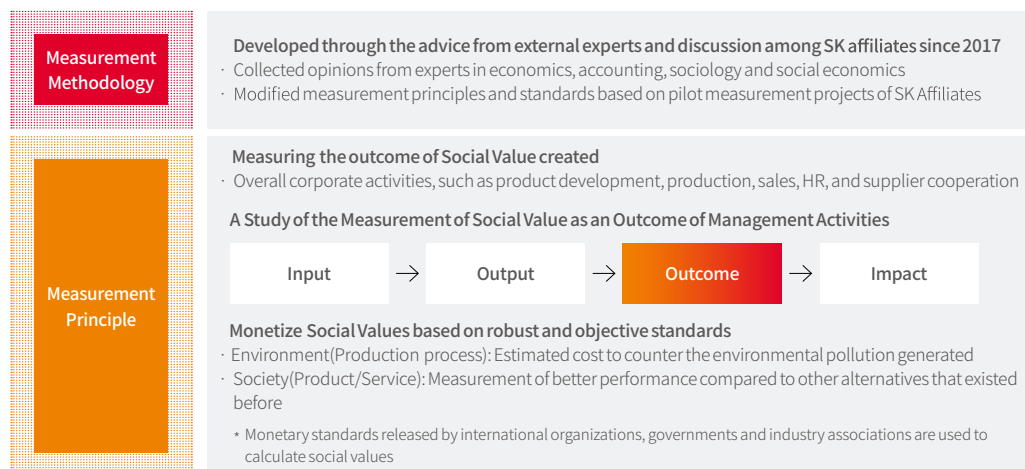 Measurement
Methodology
Developed through the advice from external experts and discussion among SK affiliates since 2017
· Collected opinions from experts in economics, accounting, sociology and social economics
· Modified measurement principles and standards based on pilot measurement projects of SK Affiliates
Measurement
Principle
Measuring the outcome of Social Value created
· Overall corporate activities, such as product development, production, sales, HR, and supplier cooperation
A Study of the Measurement of Social Value as an Outcome of Management Activities
Input → Output → Outcome → Impact
Monetize Social Values based on robust and objective standards
· Environment(Production process): Estimated cost to counter the environmental pollution generated
· Society(Product/Service): Measurement of better performance compared to other alternatives that existed
before
* Monetary standards released by international organizations, governments and industry associations are used to
calculate social values